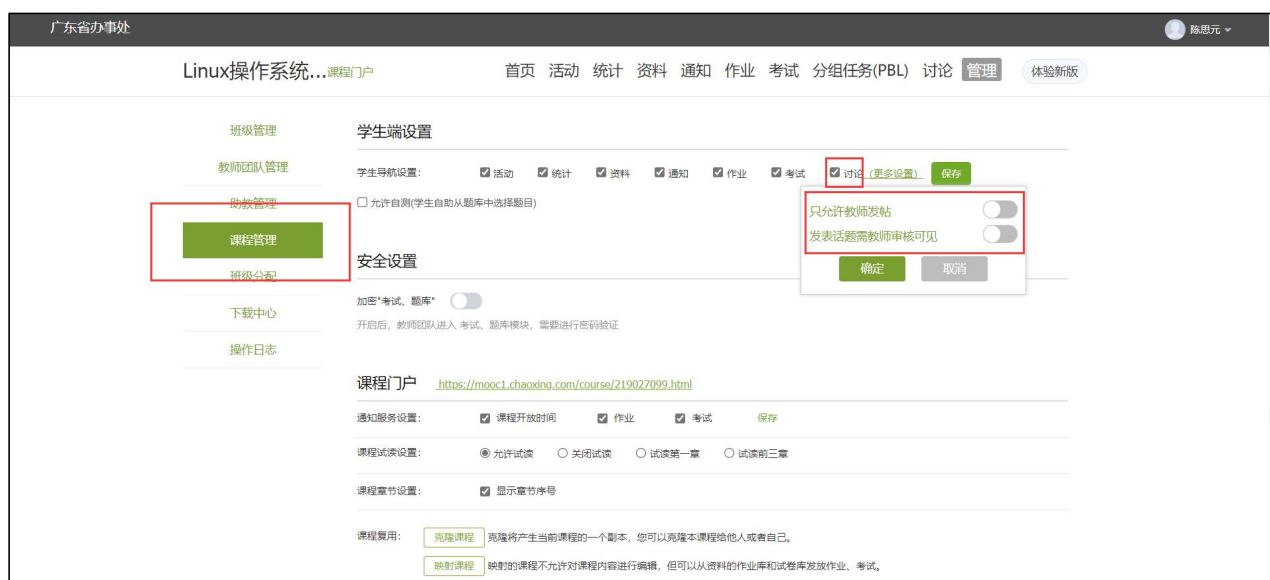 广东省办事处
陈思元
Linux操作系统...课程门户 首页 活动 统计 资料 通知 作业 考试 分组任务(PBL) 讨论 管理 体验新版
班级管理
教师团队管理
助教管理
课程管理
班级分配
下载中心
操作日志
学生端设置
学生导航设置: 活动 统计 资料 通知 作业 考试 讨论 (更多设置) 保存
允许自测(学生自助从题库中选择题目)
只允许教师发帖
发表话题需教师审核可见
确定 取消
安全设置
加密"考试、题库"
开启后，教师团队进入 考试、题库模块，需要进行密码验证
课程门户 https://mooc1.chaoxing.com/course/219027099.html
通知服务设置: 课程开放时间 作业 考试 保存
课程试读设置: 允许试读 关闭试读 试读第一章 试读前三章
课程章节设置: 显示章节序号
课程复用: 克隆课程 克隆将产生当前课程的一个副本，您可以克隆本课程给他人或者自己。
映射课程 映射的课程不允许对课程内容进行编辑，但可以从资料的作业库和试卷库发放作业、考试。